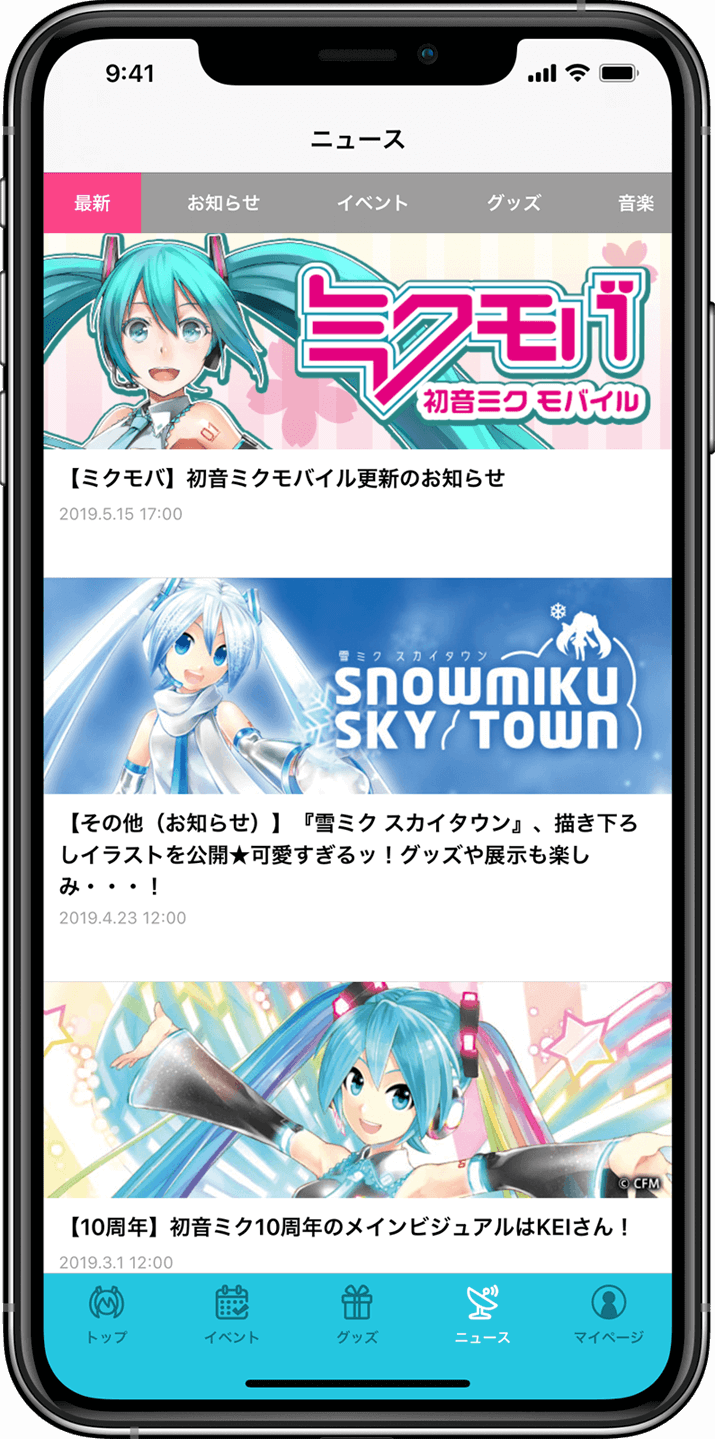 9:41
ニュース
最新 お知らせ イベント グッズ 音楽
ミクモバ
初音ミク モバイル
01
【ミクモバ】初音ミクモバイル更新のお知らせ
2019.5.15 17:00
雪ミク スカイタウン
SNOWMIKU
SKY TOWN
【その他（お知らせ）】『雪ミク スカイタウン』、描き下ろ
しイラストを公開★可愛すぎるッ！グッズや展示も楽し
み・・・！
2019.4.23 12:00
© CFM
【10周年】初音ミク10周年のメインビジュアルはKEIさん！
2019.3.1 12:00
トップ イベント グッズ ニュース マイページ